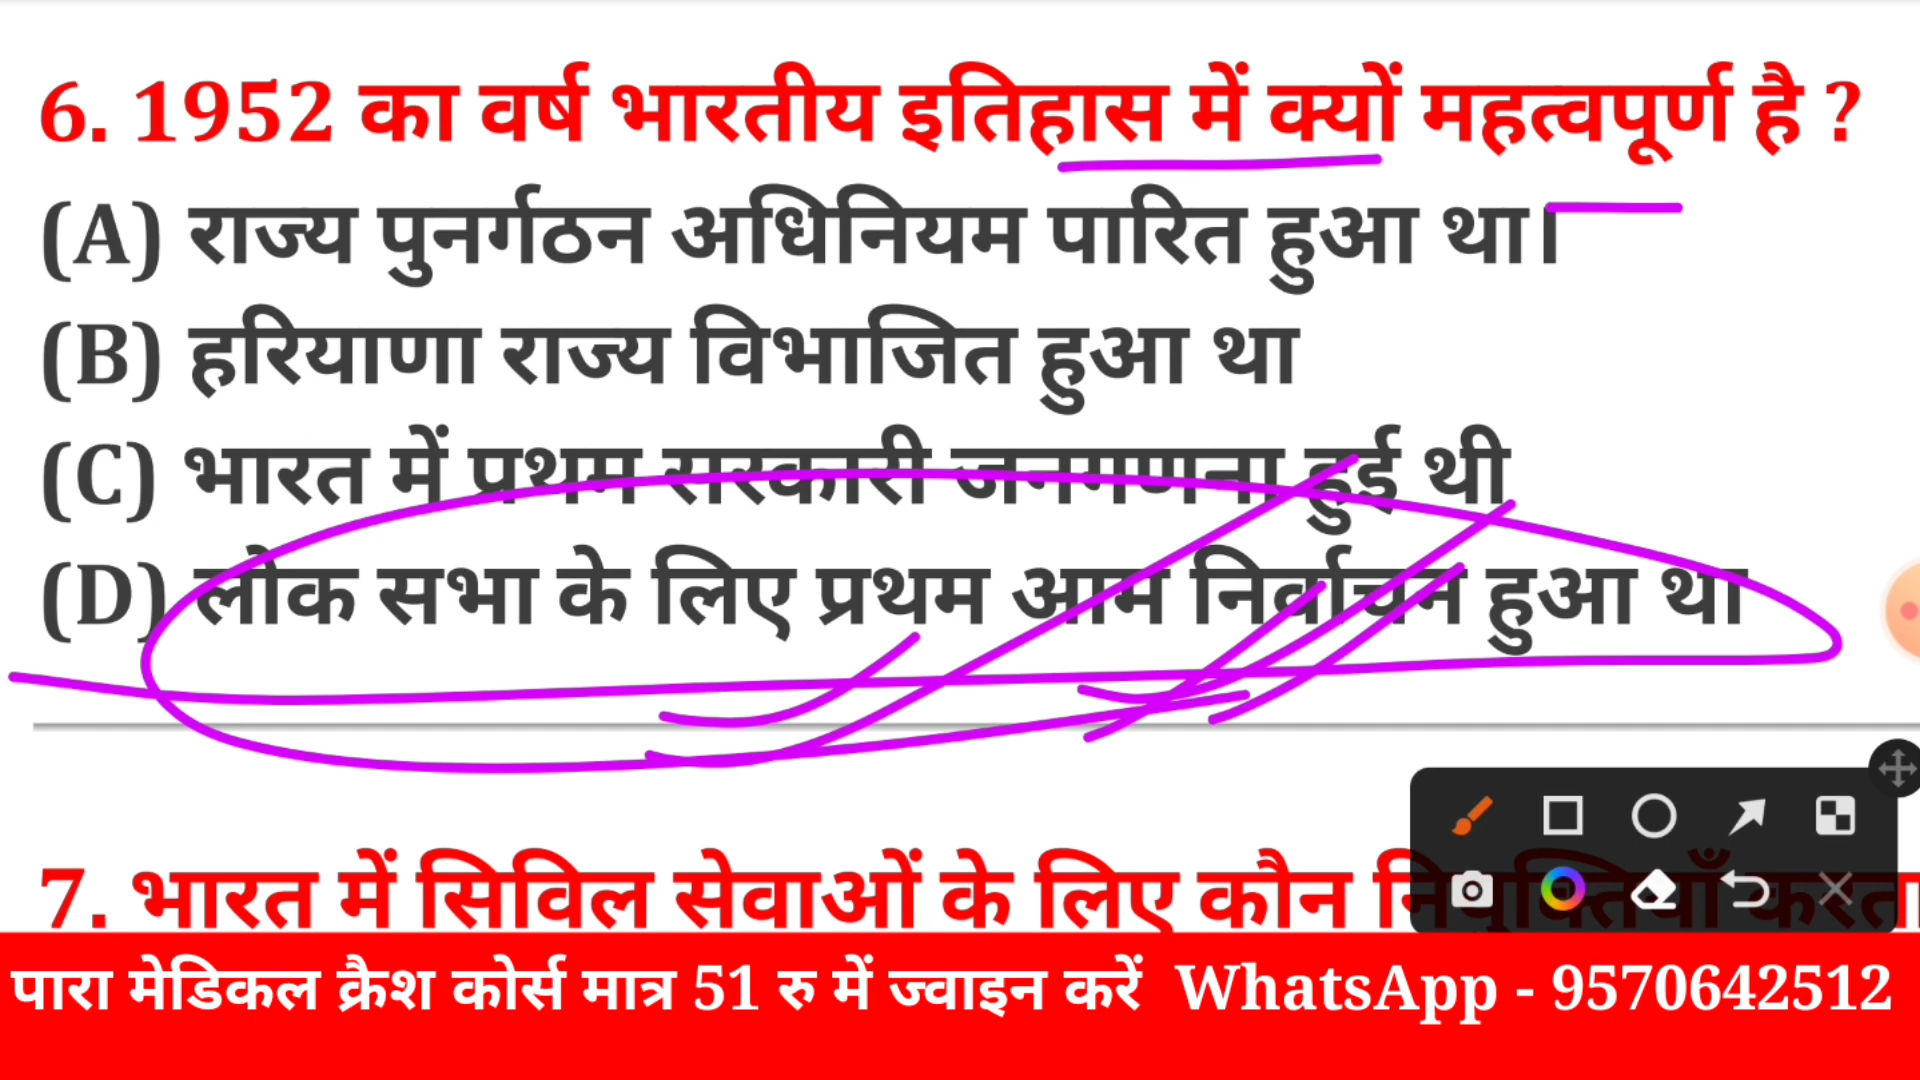 6. 1952 का वर्ष भारतीय इतिहास में क्यों महत्वपूर्ण है ?
(A) राज्य पुनर्गठन अधिनियम पारित हुआ था।
(B) हरियाणा राज्य विभाजित हुआ था
(C) भारत में प्रथम सरकारी जनगणना हुई थी
(D) लोक सभा के लिए प्रथम आम निर्वाचन हुआ था
7. भारत में सिविल सेवाओं के लिए कौन नियुक्तियाँ करता
पारा मेडिकल क्रैश कोर्स मात्र 51 रु में ज्वाइन करें WhatsApp - 9570642512